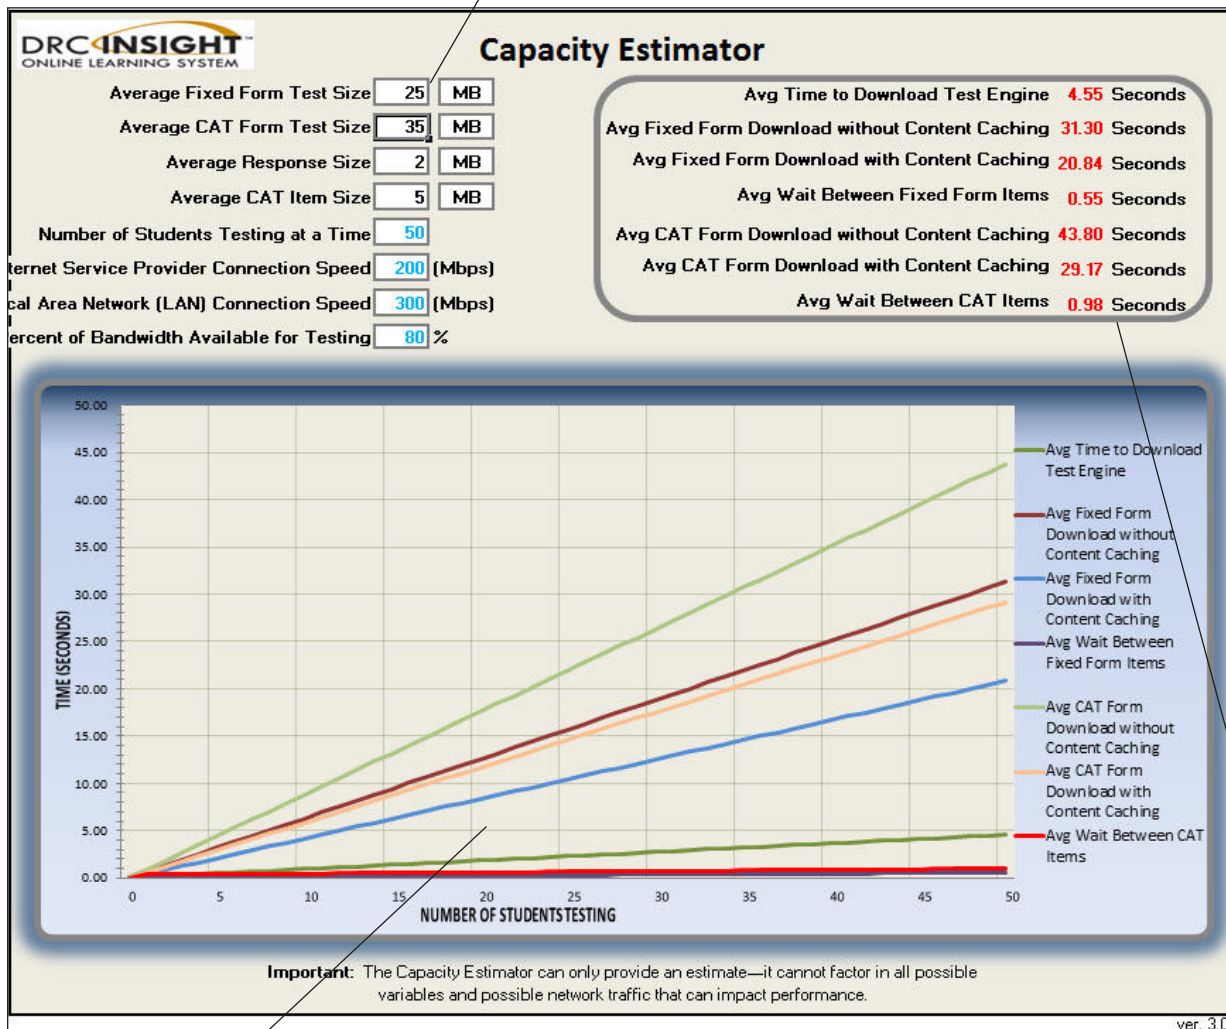 DRC INSIGHT
ONLINE LEARNING SYSTEM
Capacity Estimator
Average Fixed Form Test Size 25 MB
Average CAT Form Test Size 35 MB
Average Response Size 2 MB
Average CAT Item Size 5 MB
Number of Students Testing at a Time 50
ternet Service Provider Connection Speed 200 (Mbps)
cal Area Network (LAN) Connection Speed 300 (Mbps)
ercent of Bandwidth Available for Testing 80 %
Avg Time to Download Test Engine 4.55 Seconds
Avg Fixed Form Download without Content Caching 31.30 Seconds
Avg Fixed Form Download with Content Caching 20.84 Seconds
Avg Wait Between Fixed Form Items 0.55 Seconds
Avg CAT Form Download without Content Caching 43.80 Seconds
Avg CAT Form Download with Content Caching 29.17 Seconds
Avg Wait Between CAT Items 0.98 Seconds
50.00
45.00
40.00
35.00
30.00
25.00
20.00
15.00
10.00
5.00
0.00
TIME (SECONDS)
0 5 10 15 20 25 30 35 40 45 50
NUMBER OF STUDENTS TESTING
Avg Time to Download
Test Engine
Avg Fixed Form
Download without
Content Caching
Avg Fixed Form
Download with
Content Caching
Avg Wait Between
Fixed Form Items
Avg CAT Form
Download without
Content Caching
Avg CAT Form
Download with
Content Caching
Avg Wait Between CAT
Items
Important: The Capacity Estimator can only provide an estimate—it cannot factor in all possible
variables and possible network traffic that can impact performance.
ver. 3.0